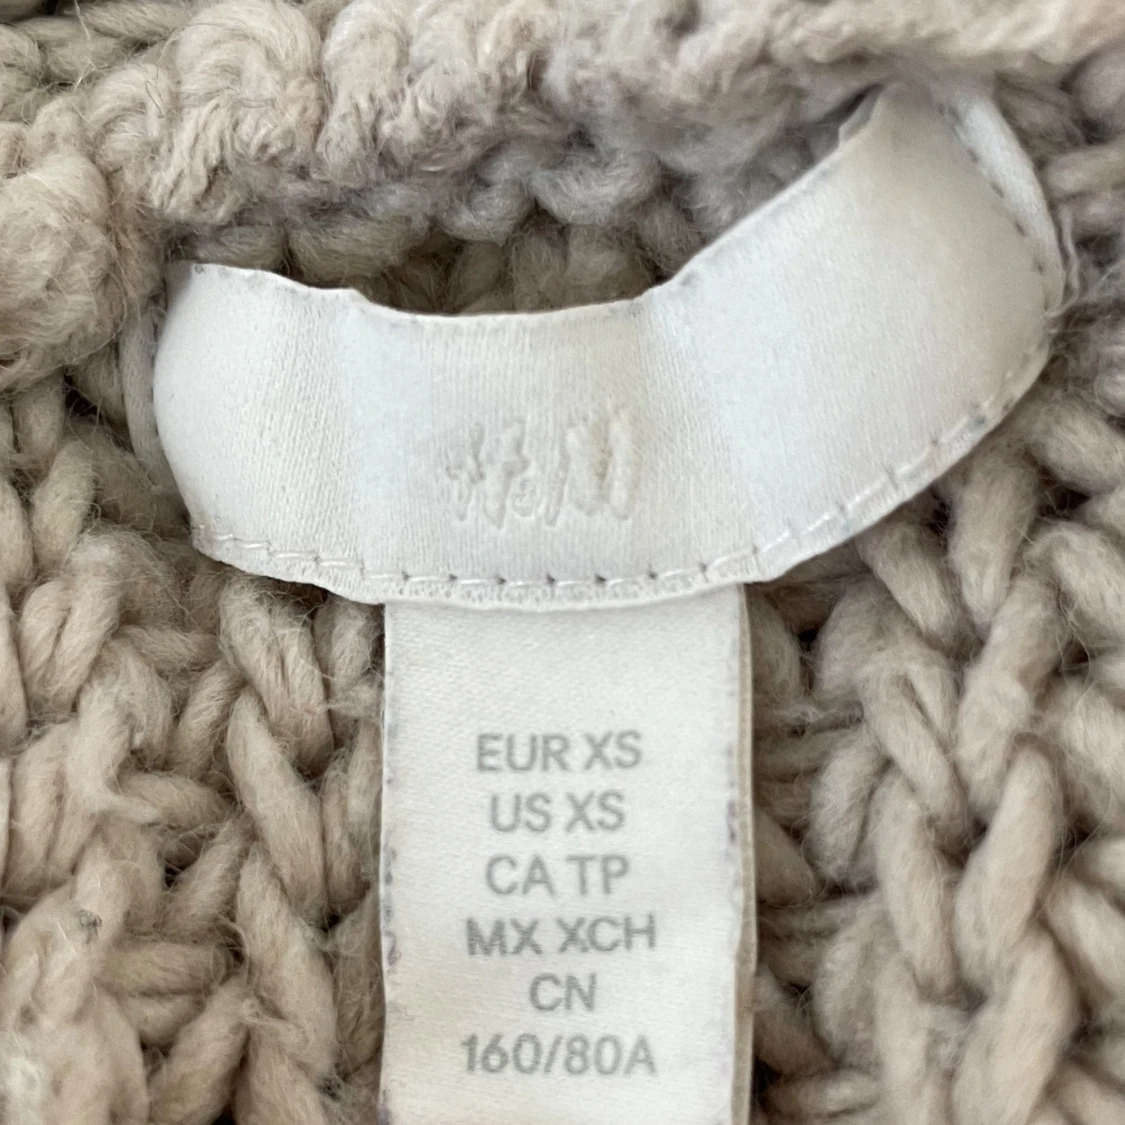 H&M
EUR XS
US XS
CA TP
MX XCH
CN
160/80A